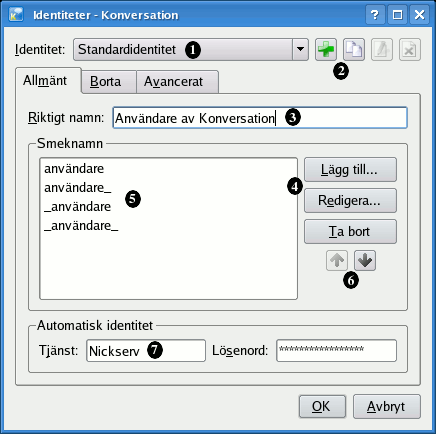 Identiteter - Konversation
Identitet: Standardidentitet 1
2
Allmänt Borta Avancerat
Riktigt namn: Användare av Konversation 3
Smeknamn
användare
användare_
_användare
_användare_
5
4
Lägg till...
Redigera...
Ta bort
6
Automatisk identitet
Tjänst: Nickserv 7 Lösenord: *****************
OK Avbryt